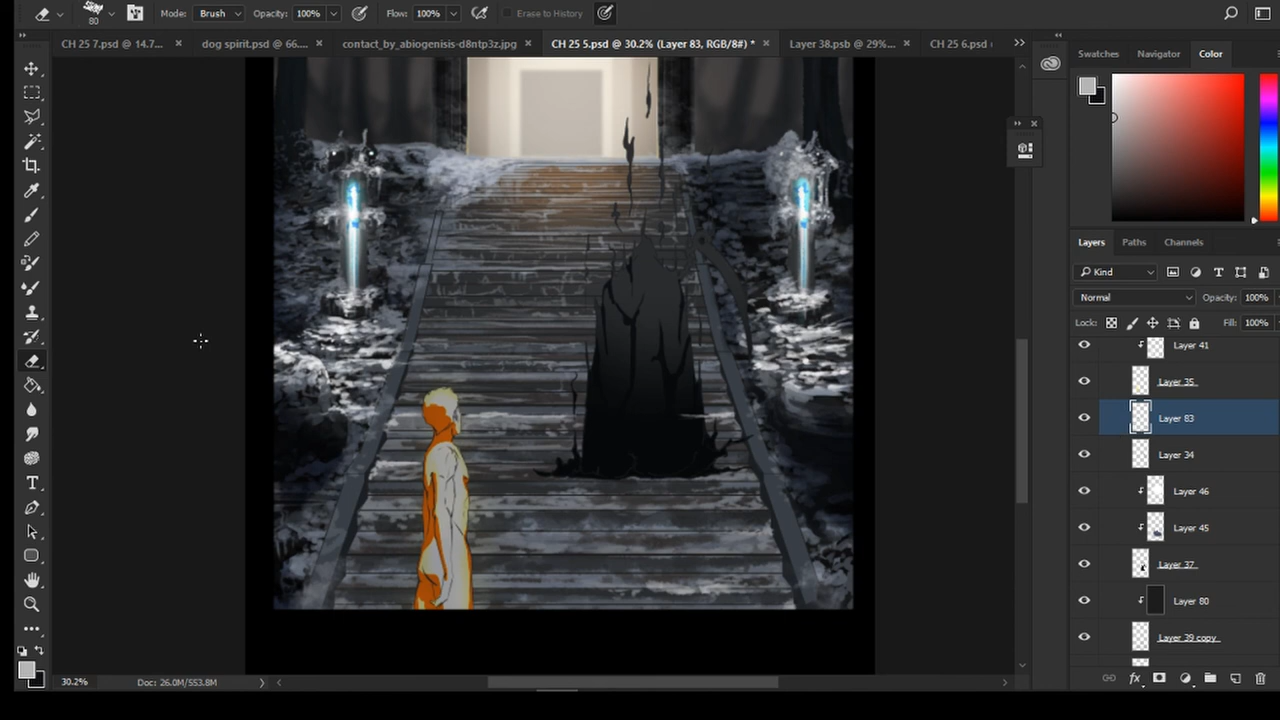 80 Mode: Brush Opacity: 100% Flow: 100% Erase to History
CH 25 7.psd @ 14.7... × dog spirit.psd @ 66.... × contact_by_abiogenisis-d8ntp3z.jpg × CH 25 5.psd @ 30.2% (Layer 83, RGB/8#) * × Layer 38.psb @ 29%... × CH 25 6.psd
Swatches Navigator Color
Layers Paths Channels
Kind
Normal Opacity: 100%
Lock: Fill: 100%
Layer 41
Layer 35
Layer 83
Layer 34
Layer 46
Layer 45
Layer 37
Layer 80
Layer 39 copy
30.2% Doc: 26.0M/553.8M